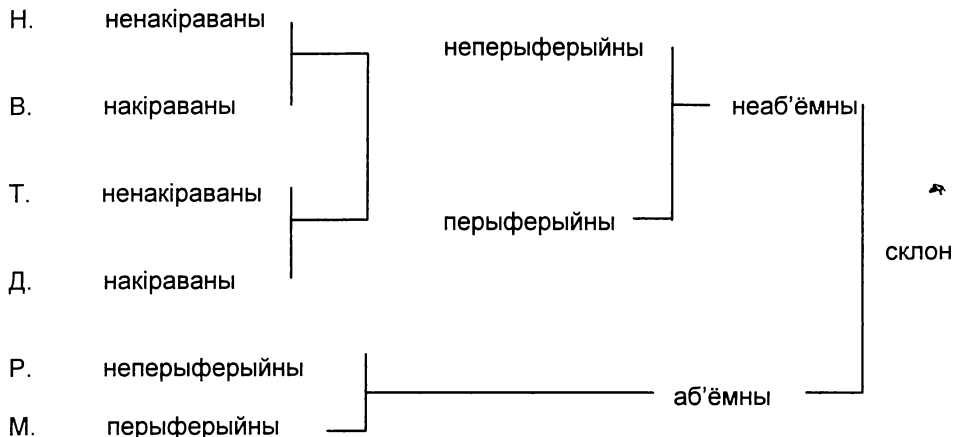 Н. ненакіраваны
неперыферыйны
В. накіраваны
неаб'ёмны
Т. ненакіраваны
перыферыйны
склон
Д. накіраваны
Р. неперыферыйны
аб'ёмны
М. перыферыйны